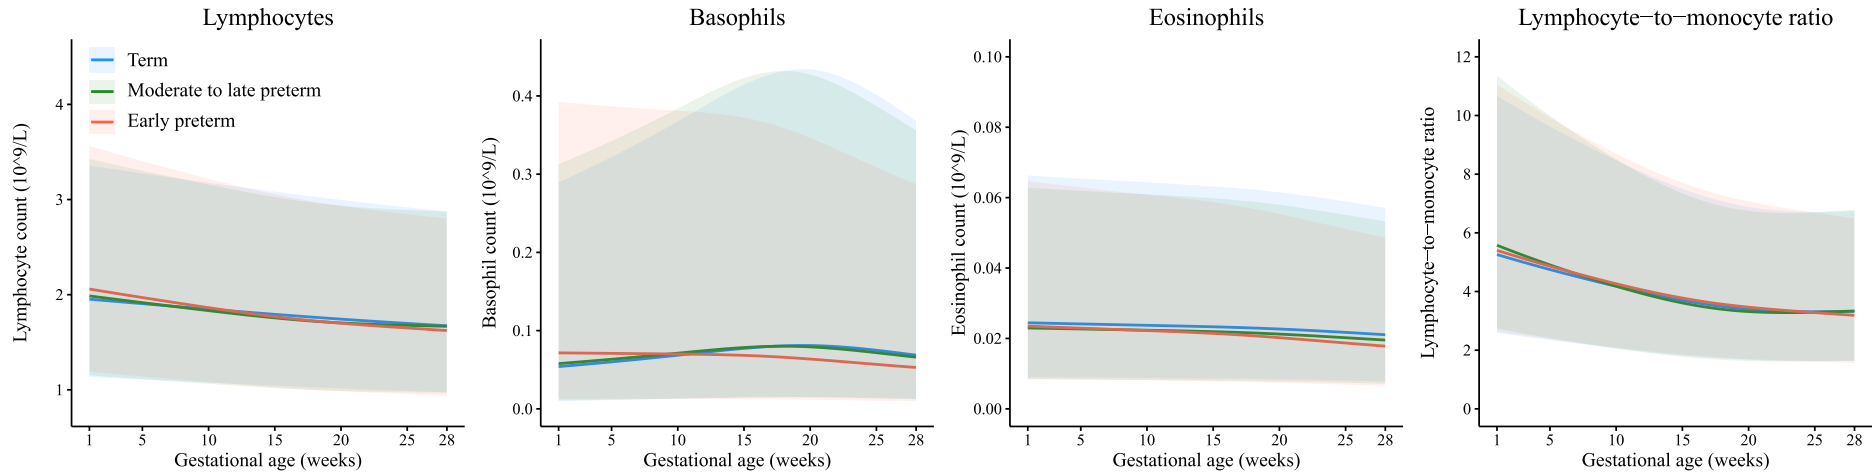 Lymphocytes
Lymphocyte count (10^9/L)
4
3
2
1
Term
Moderate to late preterm
Early preterm
1 5 10 15 20 25 28
Gestational age (weeks)
Basophils
Basophil count (10^9/L)
0.4
0.3
0.2
0.1
0.0
1 5 10 15 20 25 28
Gestational age (weeks)
Eosinophils
Eosinophil count (10^9/L)
0.10
0.08
0.06
0.04
0.02
0.00
1 5 10 15 20 25 28
Gestational age (weeks)
Lymphocyte−to−monocyte ratio
Lymphocyte−to−monocyte ratio
12
10
8
6
4
2
0
1 5 10 15 20 25 28
Gestational age (weeks)